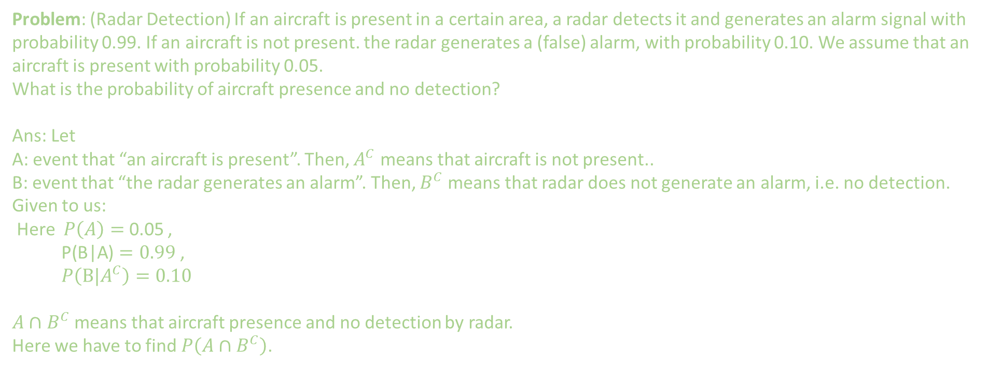 Problem: (Radar Detection) If an aircraft is present in a certain area, a radar detects it and generates an alarm signal with
probability 0.99. If an aircraft is not present. the radar generates a (false) alarm, with probability 0.10. We assume that an
aircraft is present with probability 0.05.
What is the probability of aircraft presence and no detection?
Ans: Let
A: event that “an aircraft is present”. Then, A^C means that aircraft is not present..
B: event that “the radar generates an alarm”. Then, B^C means that radar does not generate an alarm, i.e. no detection.
Given to us:
Here P(A) = 0.05 ,
P(B|A) = 0.99 ,
P(B|A^C) = 0.10
A ∩ B^C means that aircraft presence and no detection by radar.
Here we have to find P(A ∩ B^C).